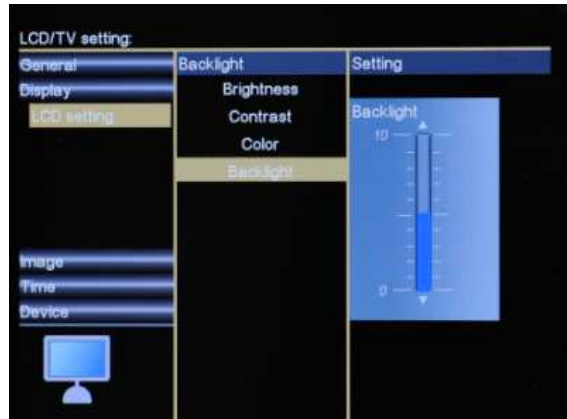 LCD/TV setting:
General
Display
LCD setting
Image
Time
Device
Backlight
Brightness
Contrast
Color
Backlight
Setting
Backlight
10
0